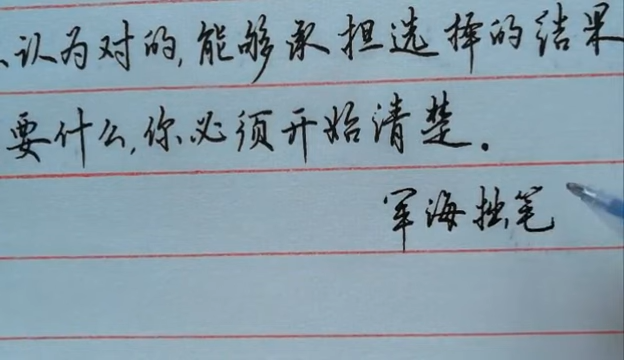 认为对的,能够承担选择的结果
要什么,你必须开始清楚。
军海拙笔